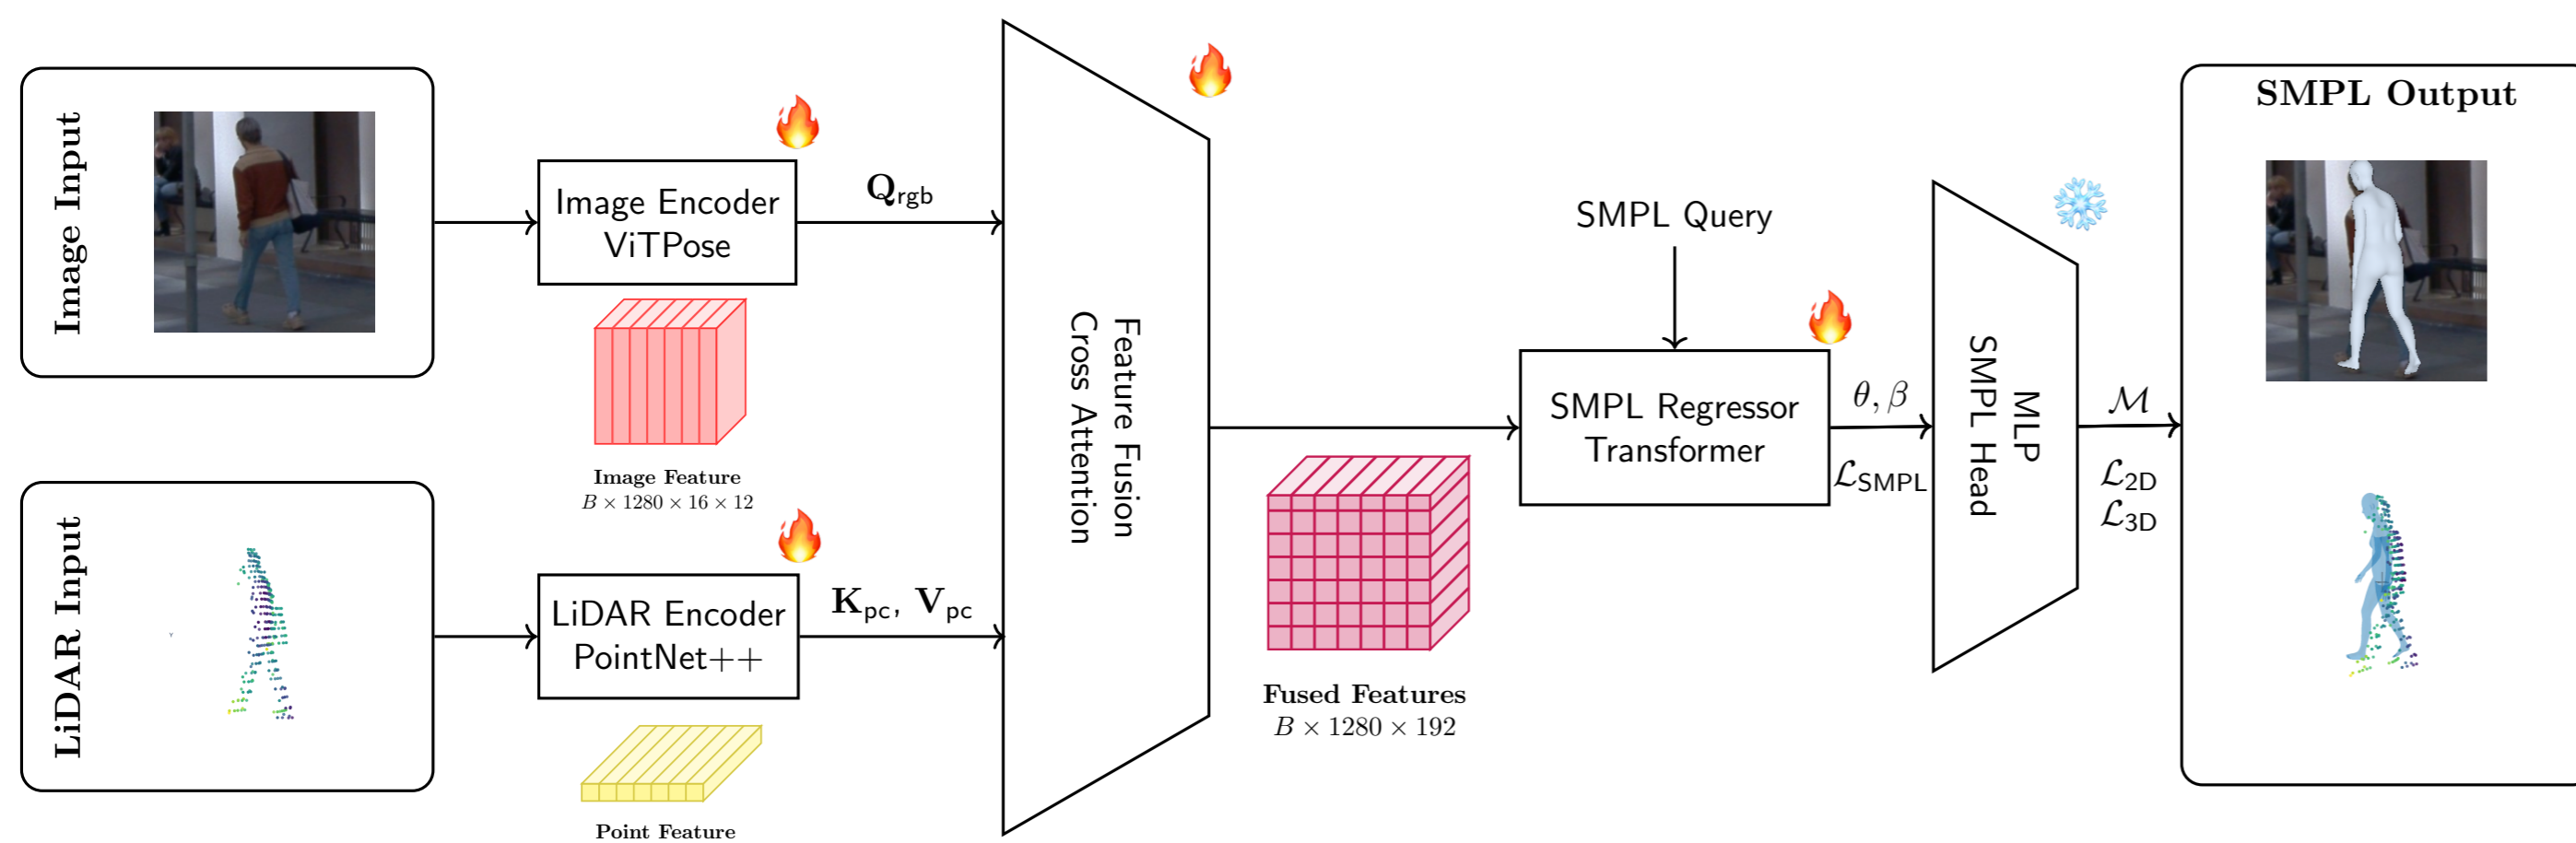 Image Input
Image Encoder
ViTPose
Q_rgb
Image Feature
B × 1280 × 16 × 12
LiDAR Input
LiDAR Encoder
PointNet++
K_pc, V_pc
Point Feature
Feature Fusion
Cross Attention
Fused Features
B × 1280 × 192
SMPL Query
SMPL Regressor
Transformer
θ, β
ℒ_SMPL
MLP
SMPL Head
ℳ
ℒ_2D
ℒ_3D
SMPL Output